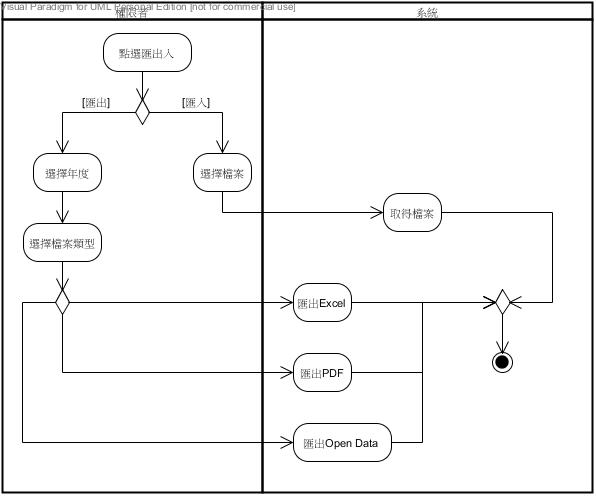 Visual Paradigm for UML Personal Edition [not for commercial use]
權限者
系統
點選匯出入
[匯出]
[匯入]
選擇年度
選擇檔案
選擇檔案類型
取得檔案
匯出Excel
匯出PDF
匯出Open Data